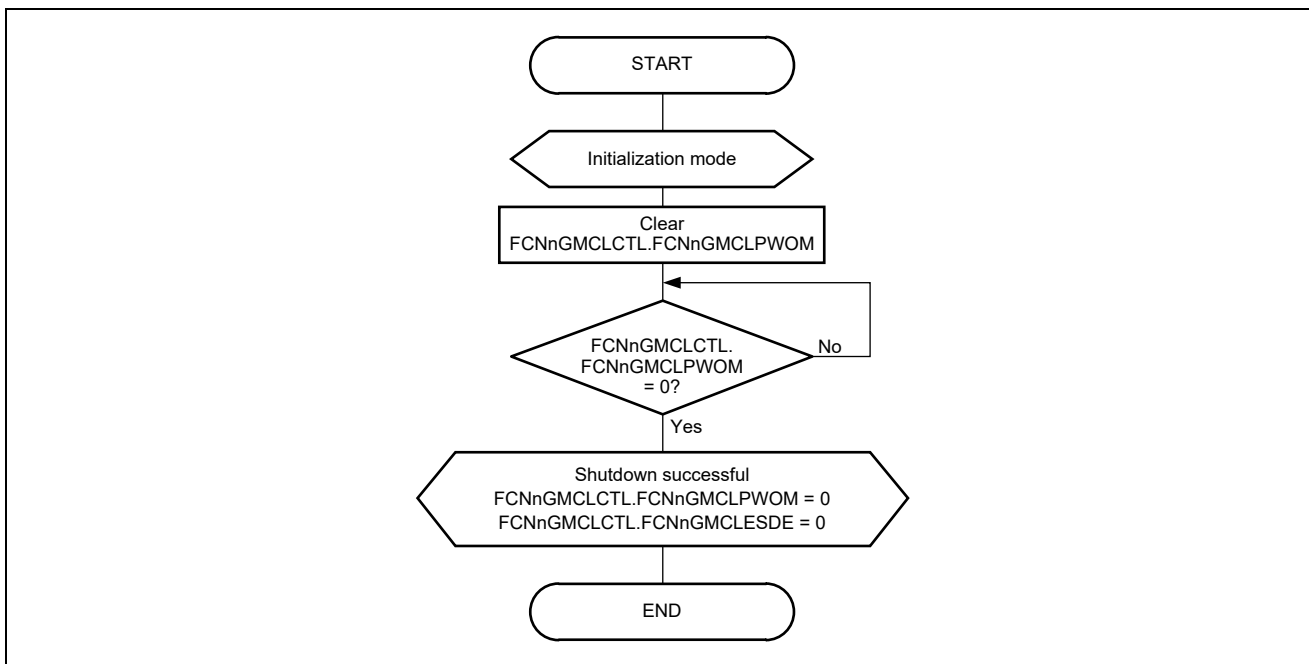 START
Initialization mode
Clear
FCNnGMCLCTL.FCNnGMCLPWOM
FCNnGMCLCTL.
FCNnGMCLPWOM
= 0?
No
Yes
Shutdown successful
FCNnGMCLCTL.FCNnGMCLPWOM = 0
FCNnGMCLCTL.FCNnGMCLESDE = 0
END